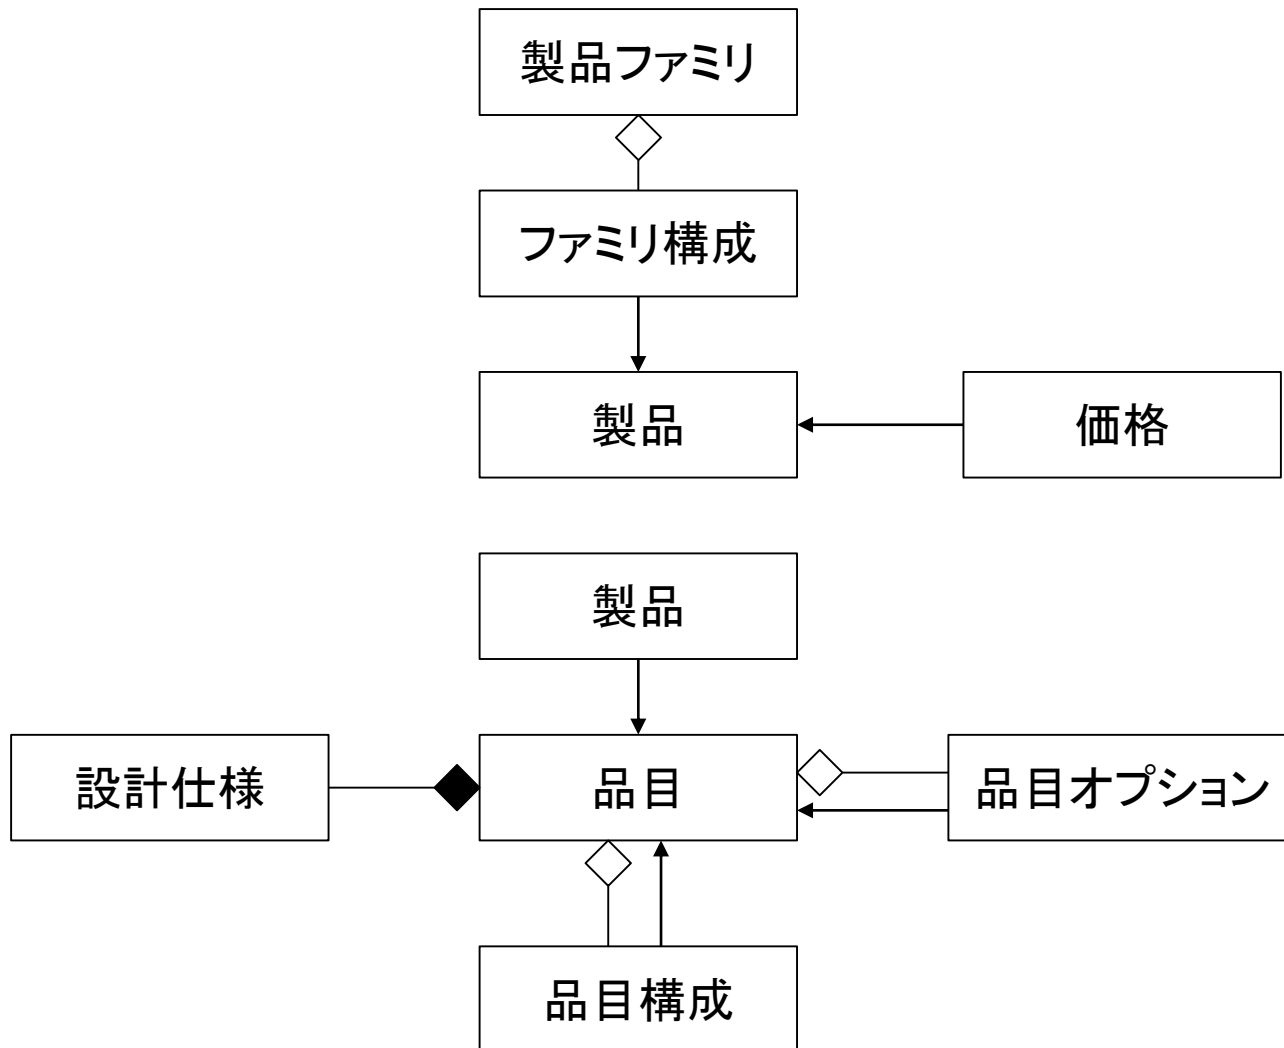 製品ファミリ
ファミリ構成
製品
価格
製品
設計仕様
品目
品目オプション
品目構成